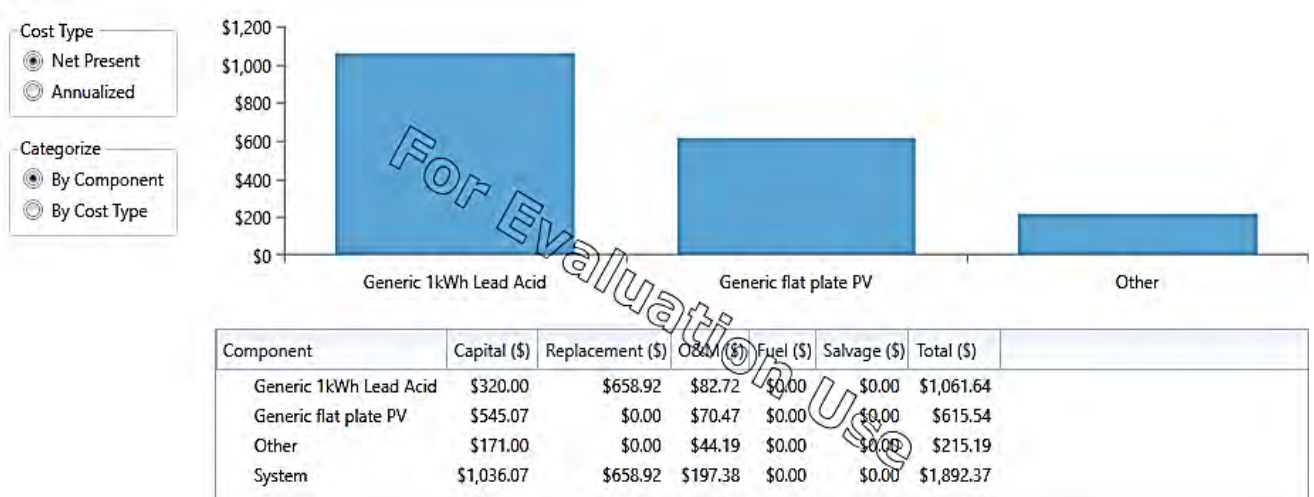 Cost Type
Net Present
Annualized
Categorize
By Component
By Cost Type
$1,200
$1,000
$800
$600
$400
$200
$0
Generic 1kWh Lead Acid
Generic flat plate PV
Other
For Evaluation Use
Component Capital ($) Replacement ($) O&M ($) Fuel ($) Salvage ($) Total ($)
Generic 1kWh Lead Acid $320.00 $658.92 $82.72 $0.00 $0.00 $1,061.64
Generic flat plate PV $545.07 $0.00 $70.47 $0.00 $0.00 $615.54
Other $171.00 $0.00 $44.19 $0.00 $0.00 $215.19
System $1,036.07 $658.92 $197.38 $0.00 $0.00 $1,892.37